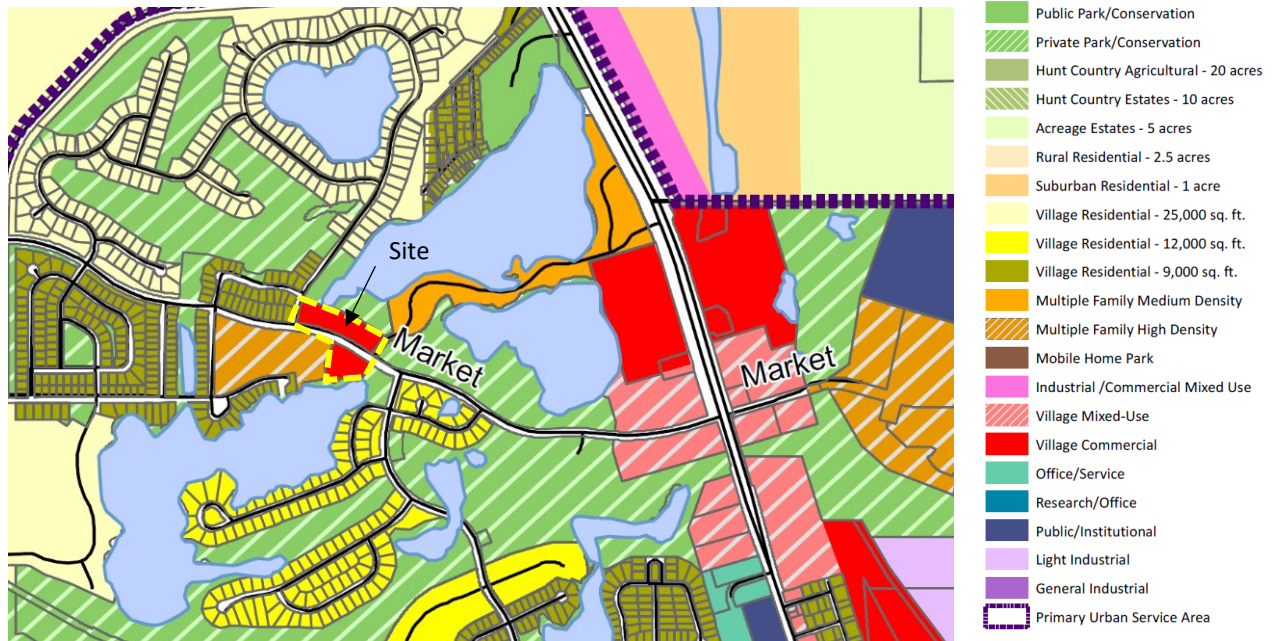 Site
Market
Market
Public Park/Conservation
Private Park/Conservation
Hunt Country Agricultural - 20 acres
Hunt Country Estates - 10 acres
Acreage Estates - 5 acres
Rural Residential - 2.5 acres
Suburban Residential - 1 acre
Village Residential - 25,000 sq. ft.
Village Residential - 12,000 sq. ft.
Village Residential - 9,000 sq. ft.
Multiple Family Medium Density
Multiple Family High Density
Mobile Home Park
Industrial /Commercial Mixed Use
Village Mixed-Use
Village Commercial
Office/Service
Research/Office
Public/Institutional
Light Industrial
General Industrial
Primary Urban Service Area